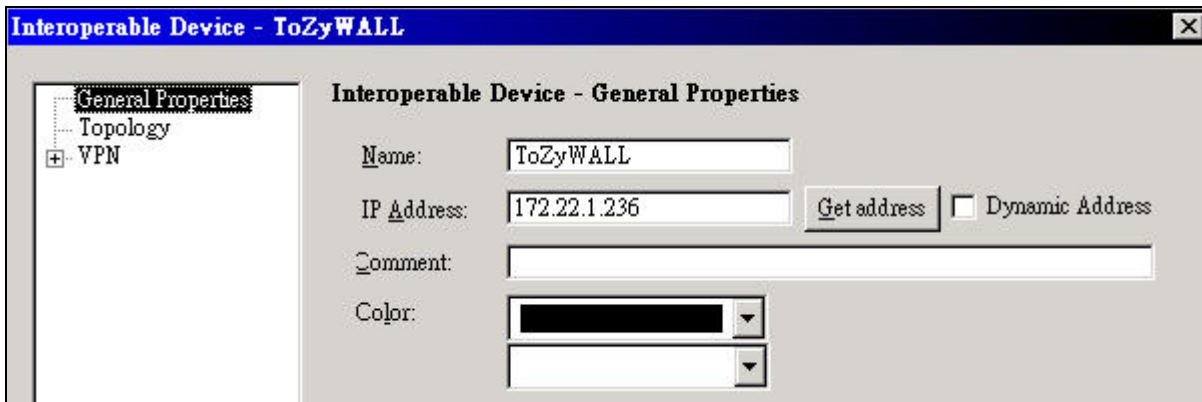 Interoperable Device - ToZyWALL
General Properties
Topology
VPN
Interoperable Device - General Properties
Name:
ToZyWALL
IP Address:
172.22.1.236
Get address
Dynamic Address
Comment:
Color: